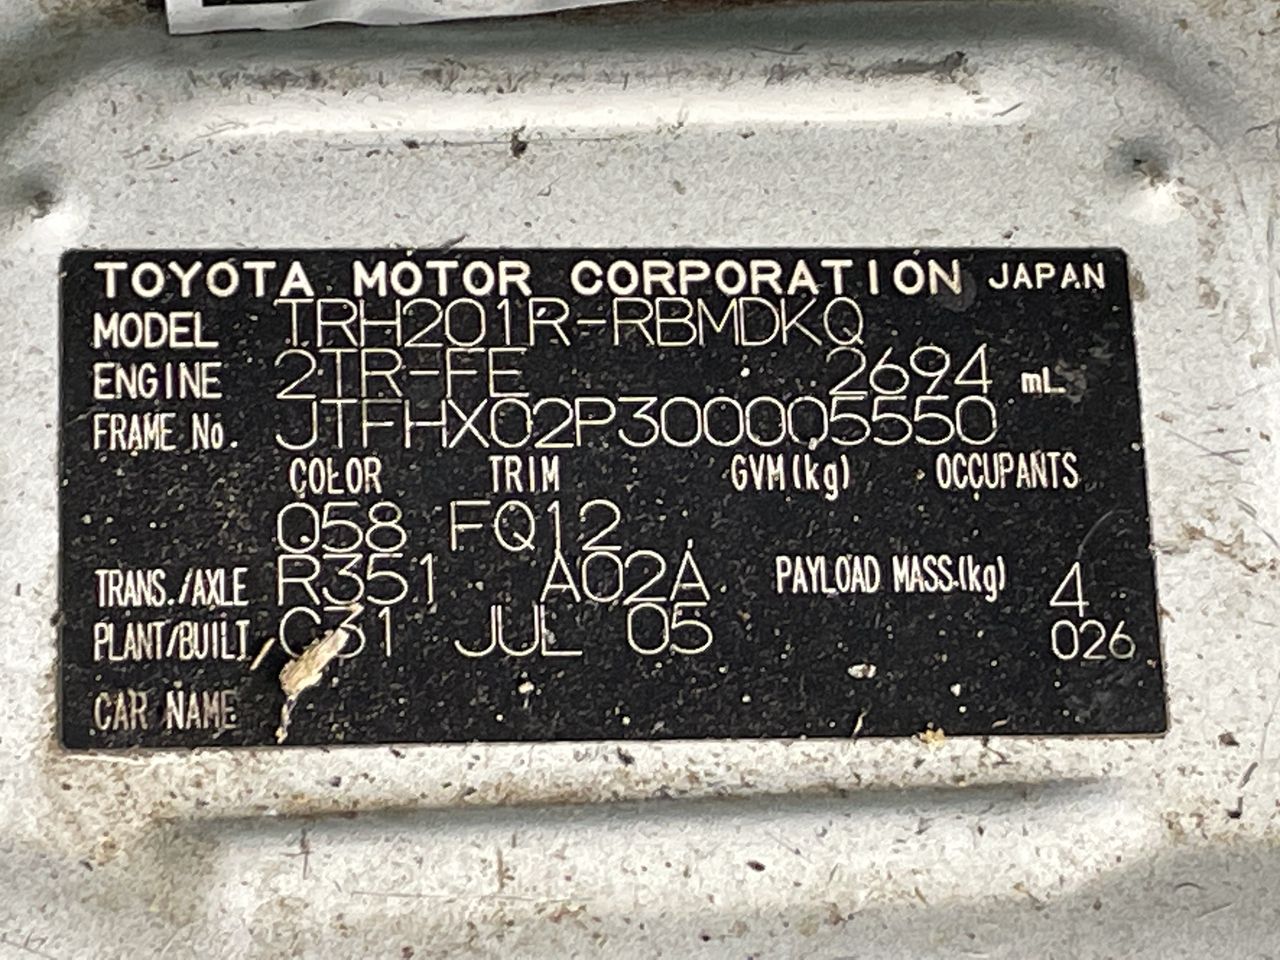 TOYOTA MOTOR CORPORATION JAPAN
MODEL TRH201R-RBMDKQ
ENGINE 2TR-FE 2694 mL
FRAME No. JTFHX02P300005550
COLOR TRIM GVM(kg) OCCUPANTS
058 FQ12
TRANS./AXLE R351 A02A PAYLOAD MASS(kg) 4
PLANT/BUILT C31 JUL 05 026
CAR NAME